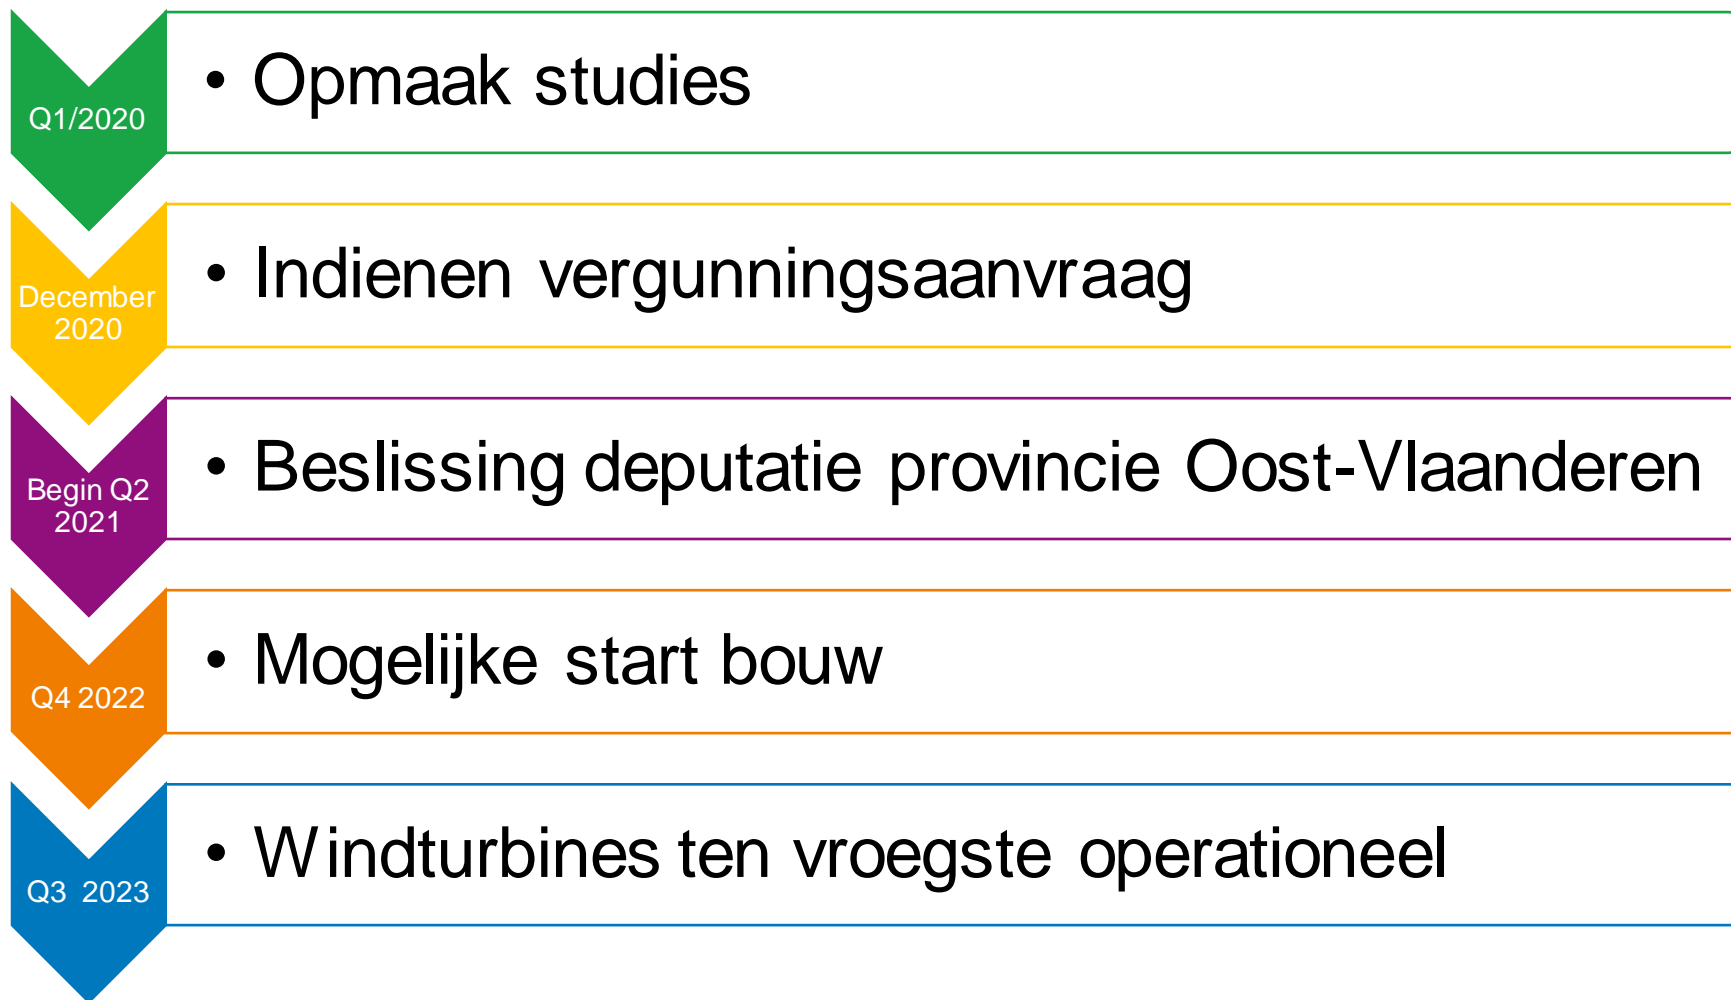 Q1/2020
• Opmaak studies
December
2020
• Indienen vergunningsaanvraag
Begin Q2
2021
• Beslissing deputatie provincie Oost-Vlaanderen
Q4 2022
• Mogelijke start bouw
Q3 2023
• Windturbines ten vroegste operationeel